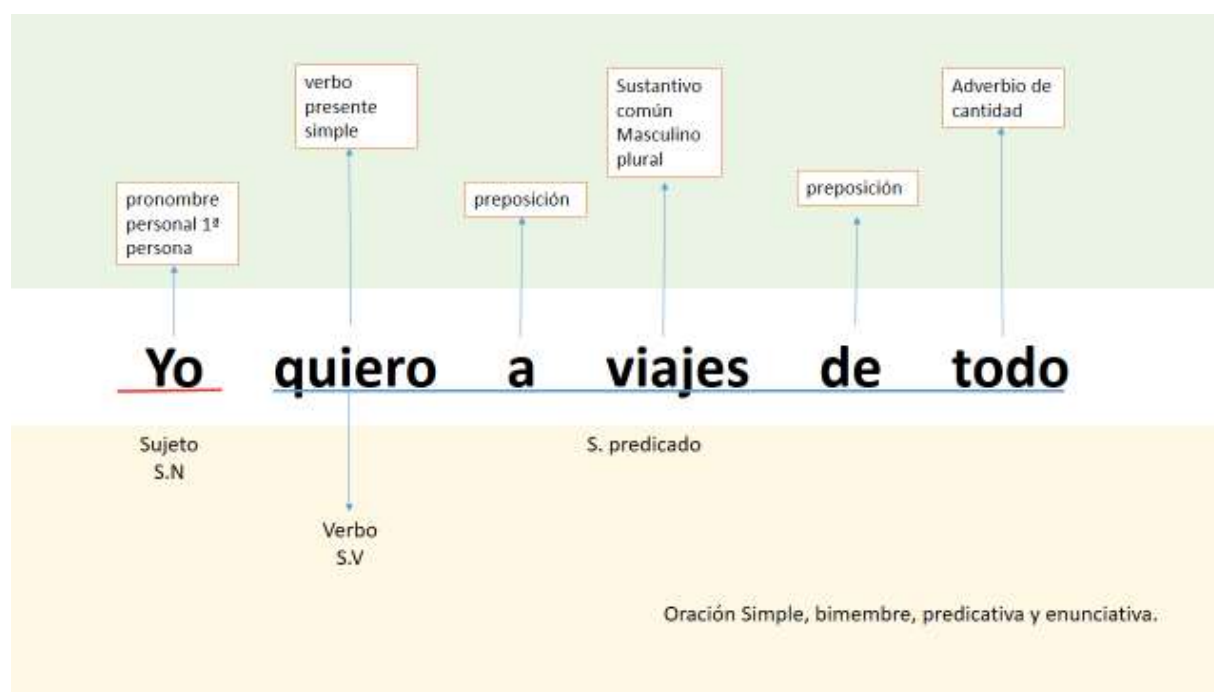 verbo
presente
simple
Sustantivo
común
Masculino
plural
Adverbio de
cantidad
pronombre
personal 1ª
persona
preposición
preposición
Yo quiero a viajes de todo
Sujeto
S.N
S. predicado
Verbo
S.V
Oración Simple, bimembre, predicativa y enunciativa.